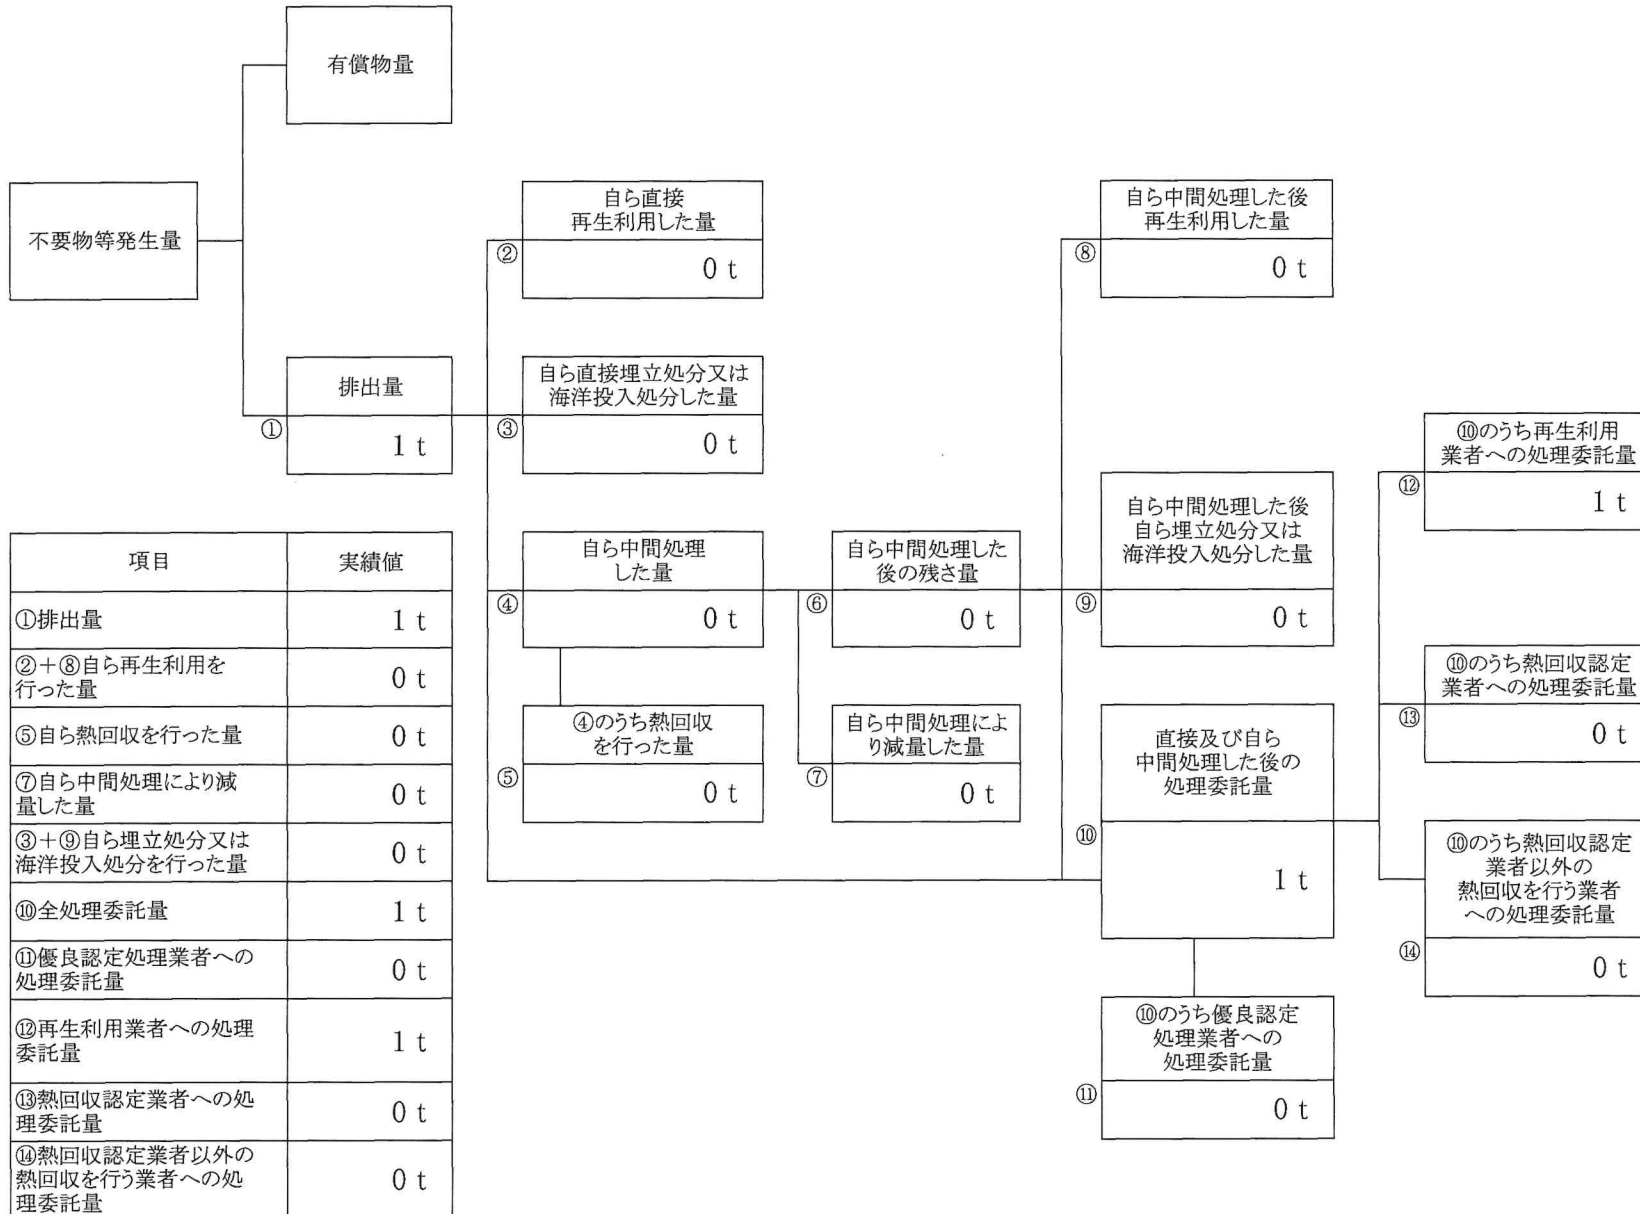 有償物量
不要物等発生量
自ら直接
再生利用した量
②
0 t
自ら中間処理した後
再生利用した量
⑧
0 t
排出量
①
1 t
自ら直接埋立処分又は
海洋投入処分した量
③
0 t
⑩のうち再生利用
業者への処理委託量
⑫
1 t
自ら中間処理
した量
④
0 t
自ら中間処理した
後の残さ量
⑥
0 t
自ら中間処理した後
自ら埋立処分又は
海洋投入処分した量
⑨
0 t
⑩のうち熱回収認定
業者への処理委託量
⑬
0 t
④のうち熱回収
を行った量
⑤
0 t
自ら中間処理によ
り減量した量
⑦
0 t
直接及び自ら
中間処理した後の
処理委託量
⑩
1 t
⑩のうち熱回収認定
業者以外の
熱回収を行う業者
への処理委託量
⑭
0 t
⑩のうち優良認定
処理業者への
処理委託量
⑪
0 t
項目 実績値
①排出量 1 t
②+⑧自ら再生利用を
行った量 0 t
⑤自ら熱回収を行った量 0 t
⑦自ら中間処理により減
量した量 0 t
③+⑨自ら埋立処分又は
海洋投入処分を行った量 0 t
⑩全処理委託量 1 t
⑪優良認定処理業者への
処理委託量 0 t
⑫再生利用業者への処理
委託量 1 t
⑬熱回収認定業者への処
理委託量 0 t
⑭熱回収認定業者以外の
熱回収を行う業者への処
理委託量 0 t